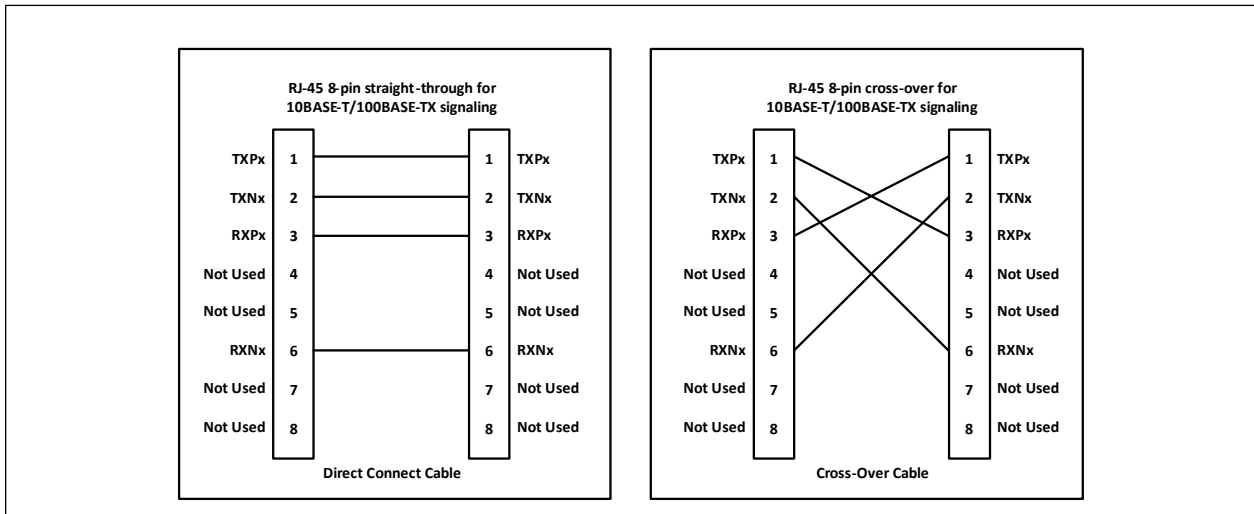 RJ-45 8-pin straight-through for
10BASE-T/100BASE-TX signaling
TXPx 1 1 TXPx
TXNx 2 2 TXNx
RXPx 3 3 RXPx
Not Used 4 4 Not Used
Not Used 5 5 Not Used
RXNx 6 6 RXNx
Not Used 7 7 Not Used
Not Used 8 8 Not Used
Direct Connect Cable
RJ-45 8-pin cross-over for
10BASE-T/100BASE-TX signaling
TXPx 1 1 TXPx
TXNx 2 2 TXNx
RXPx 3 3 RXPx
Not Used 4 4 Not Used
Not Used 5 5 Not Used
RXNx 6 6 RXNx
Not Used 7 7 Not Used
Not Used 8 8 Not Used
Cross-Over Cable